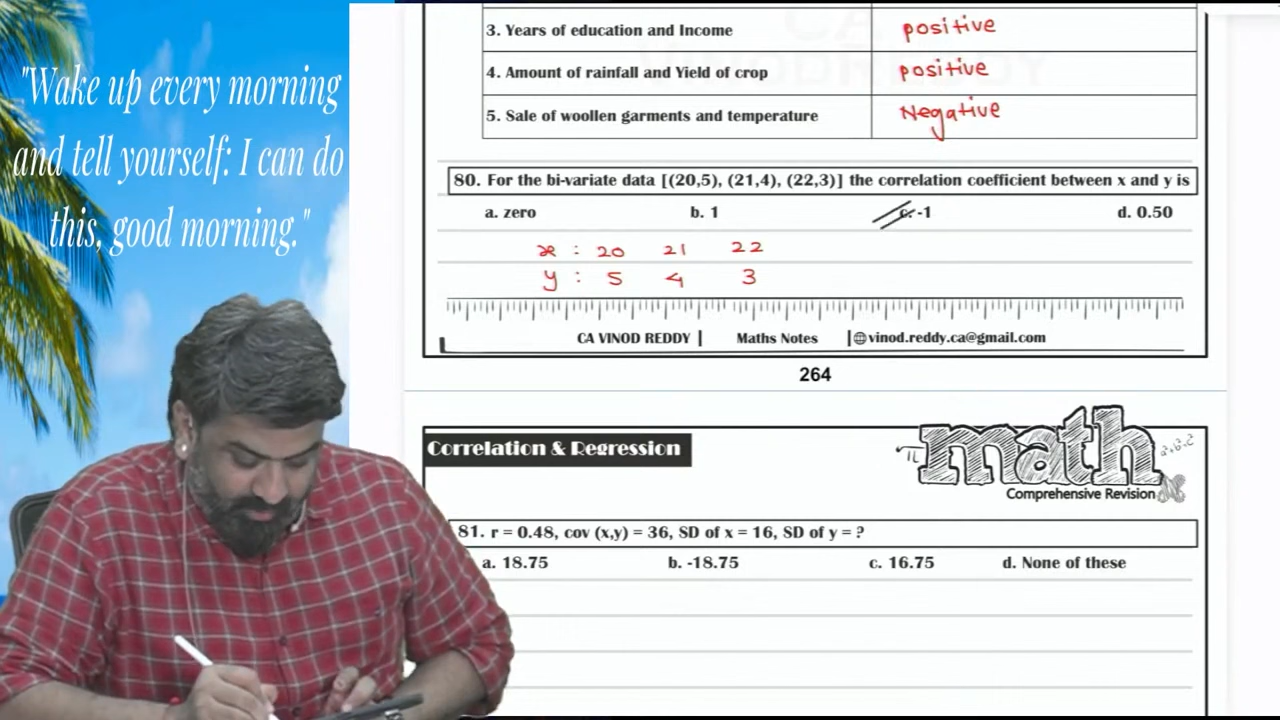 "Wake up every morning
and tell yourself: I can do
this, good morning."
3. Years of education and Income positive
4. Amount of rainfall and Yield of crop positive
5. Sale of woollen garments and temperature Negative
80. For the bi-variate data [(20,5), (21,4), (22,3)] the correlation coefficient between x and y is
a. zero b. 1 c. -1 d. 0.50
x : 20 21 22
y : 5 4 3
CA VINOD REDDY | Maths Notes | vinod.reddy.ca@gmail.com
264
Correlation & Regression
math
Comprehensive Revision
81. r = 0.48, cov (x,y) = 36, SD of x = 16, SD of y = ?
a. 18.75 b. -18.75 c. 16.75 d. None of these